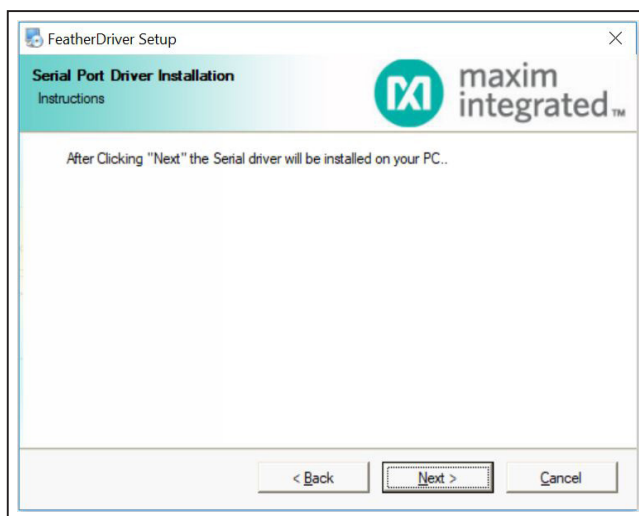 FeatherDriver Setup
Serial Port Driver Installation
Instructions
maxim
integrated™
After Clicking "Next" the Serial driver will be installed on your PC..
< Back
Next >
Cancel